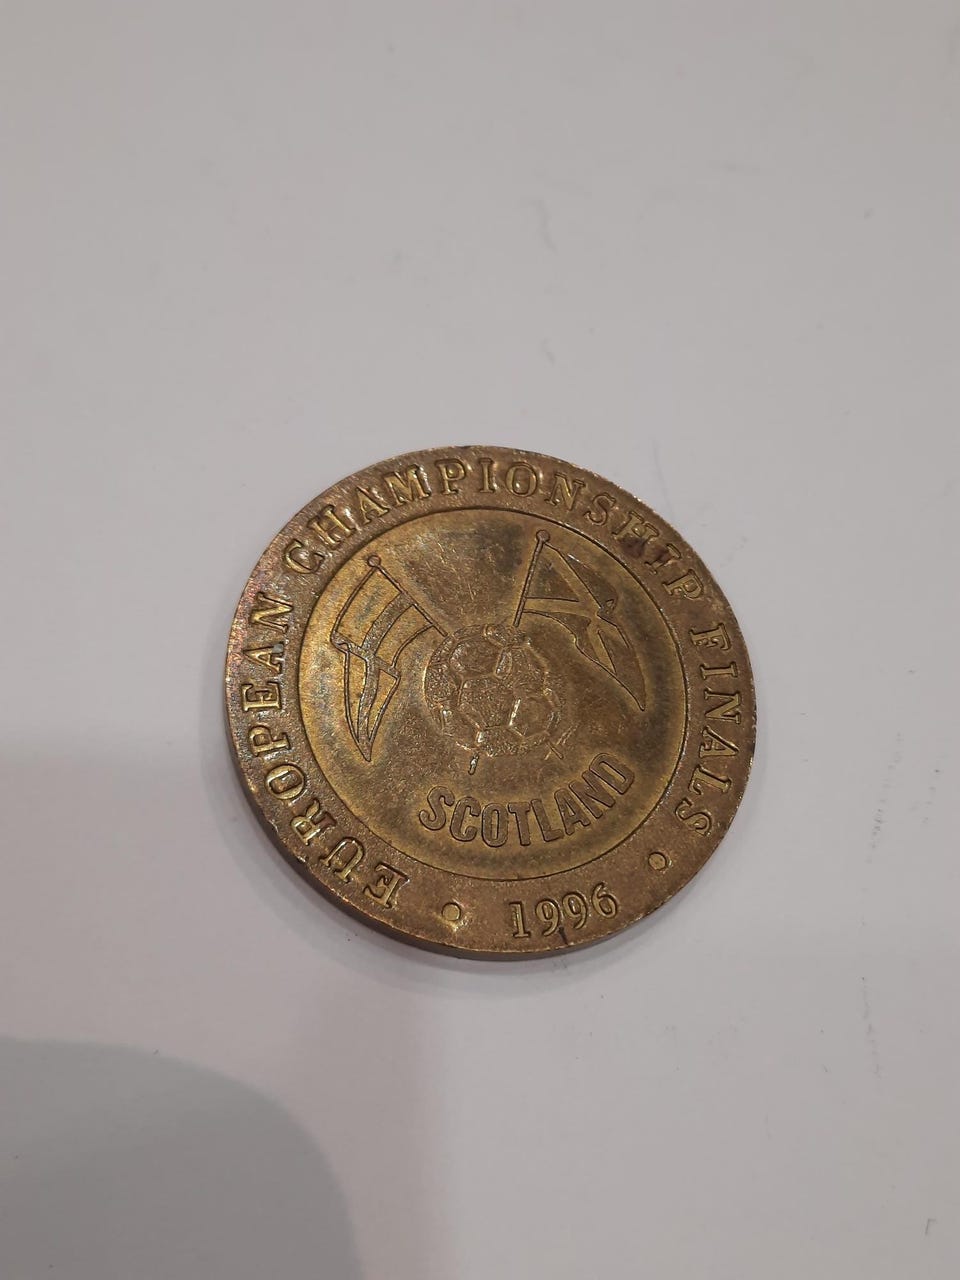 EUROPEAN CHAMPIONSHIP FINALS
SCOTLAND
• 1996 •